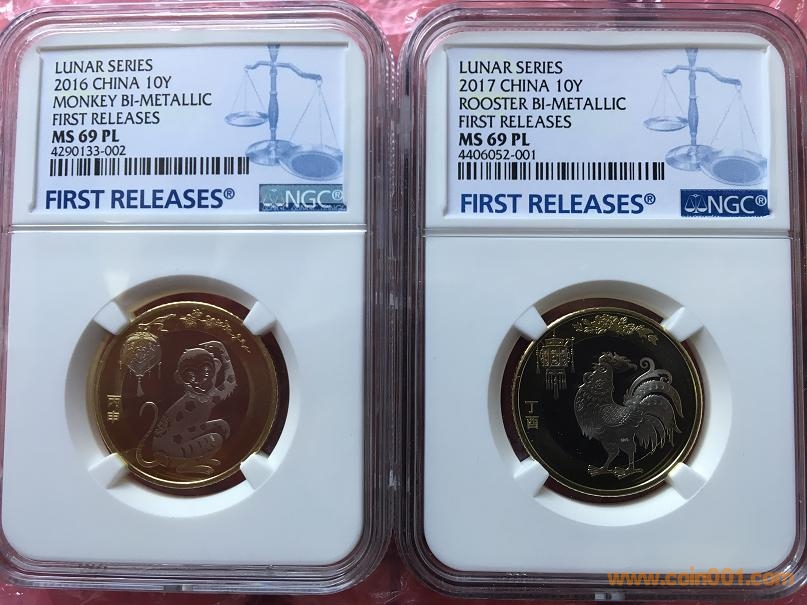 LUNAR SERIES
2016 CHINA 10Y
MONKEY BI-METALLIC
FIRST RELEASES
MS 69 PL
4290133-002
FIRST RELEASES®
NGC®
丙申
LUNAR SERIES
2017 CHINA 10Y
ROOSTER BI-METALLIC
FIRST RELEASES
MS 69 PL
4406052-001
FIRST RELEASES®
NGC®
丁酉
www.coin001.com